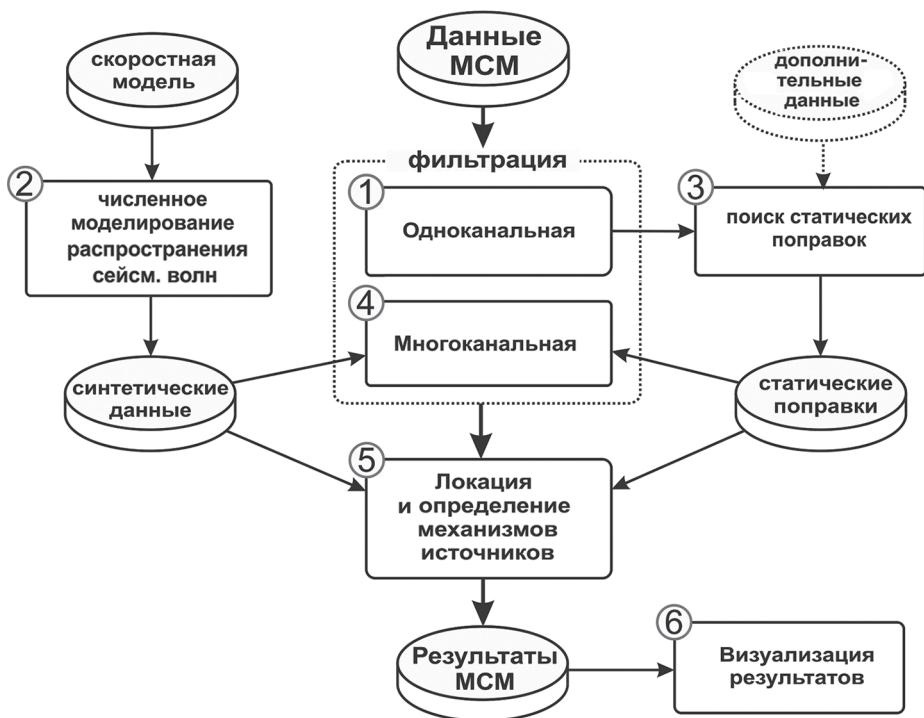 скоростная
модель
Данные
МСМ
дополни-
тельные
данные
фильтрация
2
численное
моделирование
распространения
сейсм. волн
1
Одноканальная
3
поиск статических
поправок
4
Многоканальная
синтетические
данные
статические
поправки
5
Локация
и определение
механизмов
источников
Результаты
МСМ
6
Визуализация
результатов